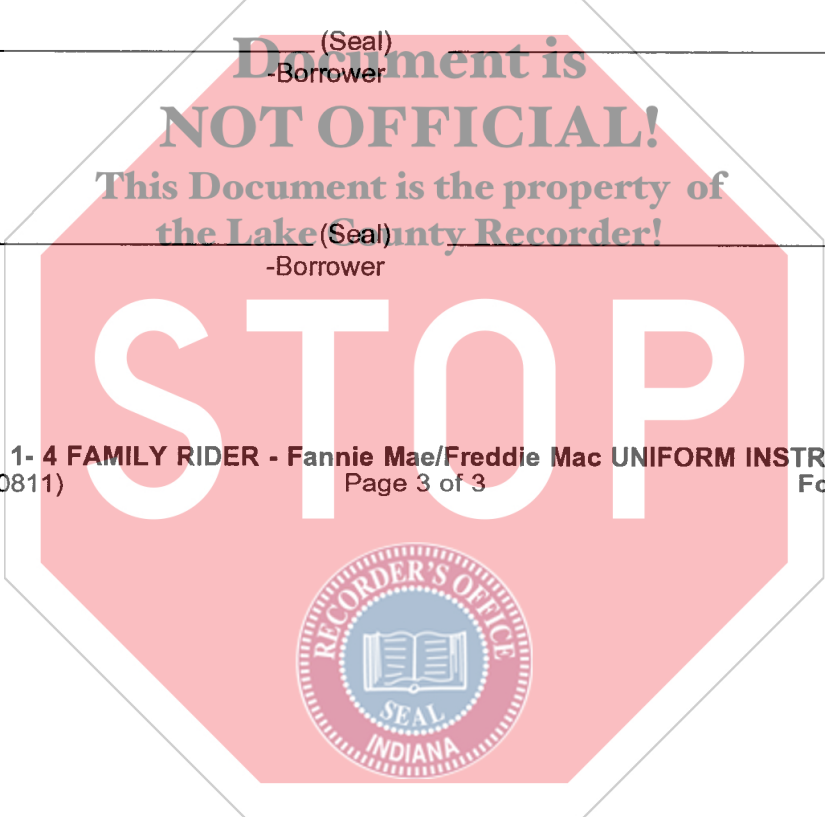 (Seal)
-Borrower
Document is
NOT OFFICIAL!
This Document is the property of
the Lake County Recorder!
(Seal)
-Borrower
STOP
1- 4 FAMILY RIDER - Fannie Mae/Freddie Mac UNIFORM INSTR
0811)
Page 3 of 3
Fo
RECORDER'S OFFICE
SEAL
INDIANA